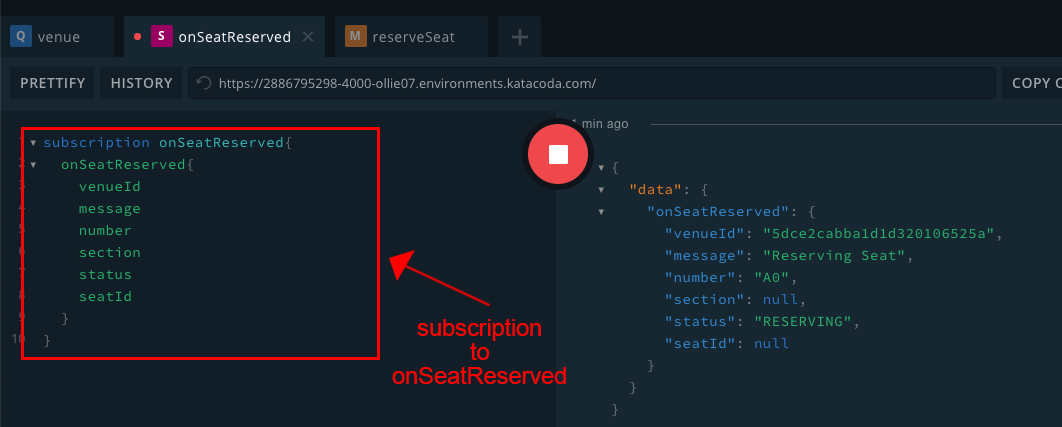 Q venue
S onSeatReserved
M reserveSeat
PRETTIFY HISTORY https://2886795298-4000-ollie07.environments.katacoda.com/ COPY
1 subscription onSeatReserved{
2 onSeatReserved{
3 venueId
4 message
5 number
6 section
7 status
8 seatId
9 }
10 }
subscription
to
onSeatReserved
1 min ago
{
"data": {
"onSeatReserved": {
"venueId": "5dce2cabba1d1d320106525a",
"message": "Reserving Seat",
"number": "A0",
"section": null,
"status": "RESERVING",
"seatId": null
}
}
}